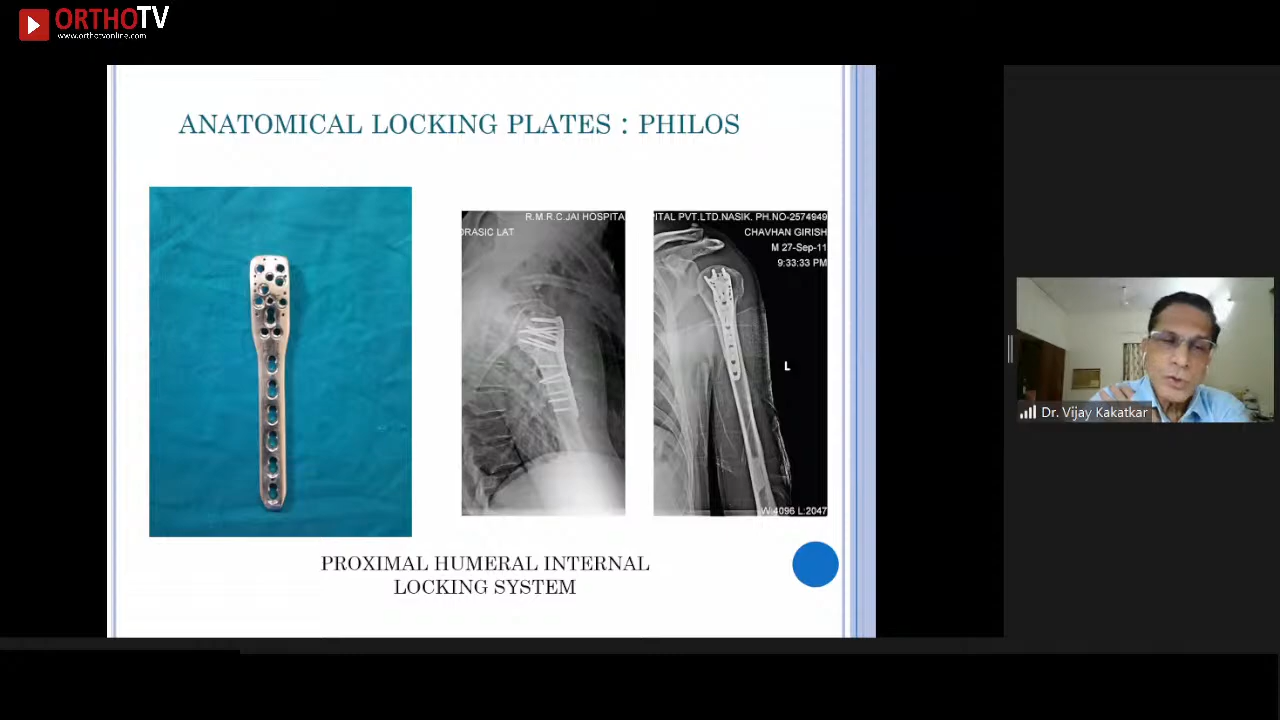 ORTHOTV
www.orthotvonline.com
ANATOMICAL LOCKING PLATES : PHILOS
R.M R.C.JAI HOSPITA
ORASIC LAT
PITAL PVT.LTD.NASIK. PH.NO-2574949
CHAVHAN GIRISH
M 27-Sep-11
9:33:33 PM
L
W:4096 L:2047
PROXIMAL HUMERAL INTERNAL
LOCKING SYSTEM
Dr. Vijay Kakatkar